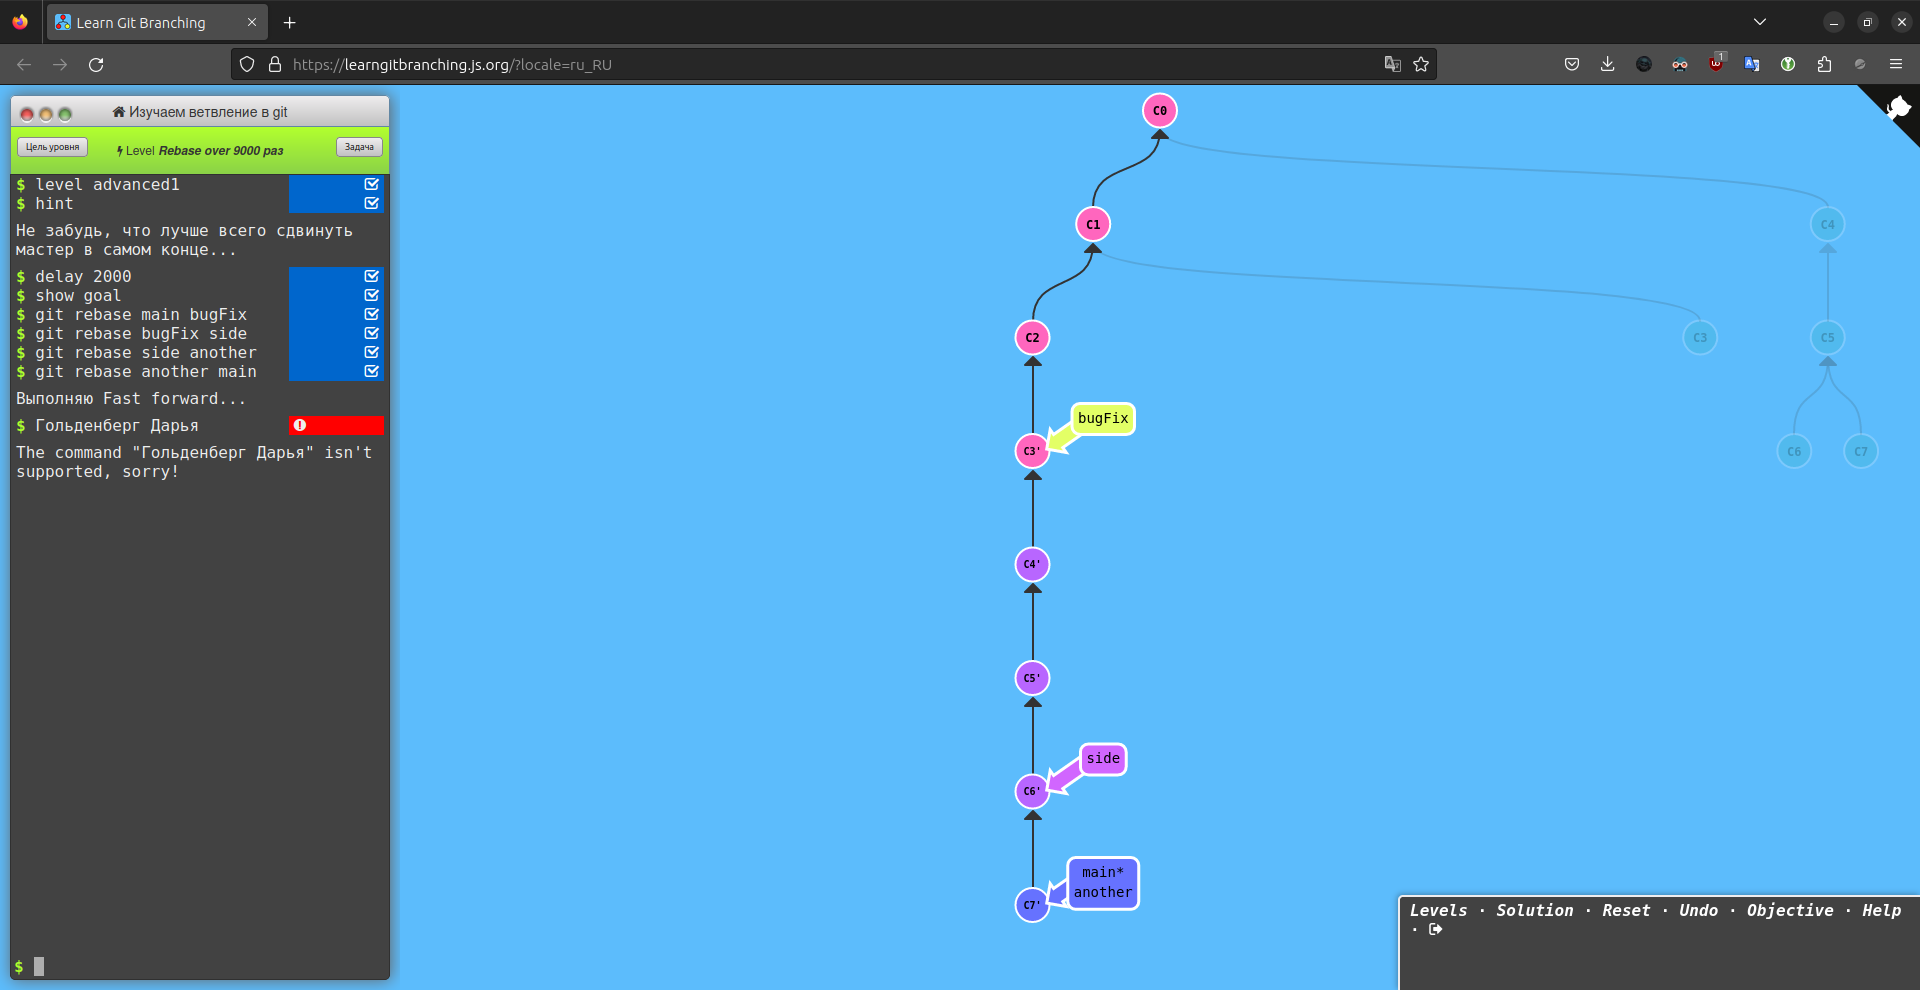 Learn Git Branching
https://learngitbranching.js.org/?locale=ru_RU
1
Изучаем ветвление в git
Цель уровня
Level Rebase over 9000 раз
Задача
$ level advanced1
$ hint
Не забудь, что лучше всего сдвинуть
мастер в самом конце...
$ delay 2000
$ show goal
$ git rebase main bugFix
$ git rebase bugFix side
$ git rebase side another
$ git rebase another main
Выполняю Fast forward...
$ Гольденберг Дарья
The command "Гольденберг Дарья" isn't
supported, sorry!
$
C0
C1
C4
C2
C3
C5
bugFix
C3'
C6
C7
C4'
C5'
side
C6'
main*
another
C7'
Levels · Solution · Reset · Undo · Objective · Help
·